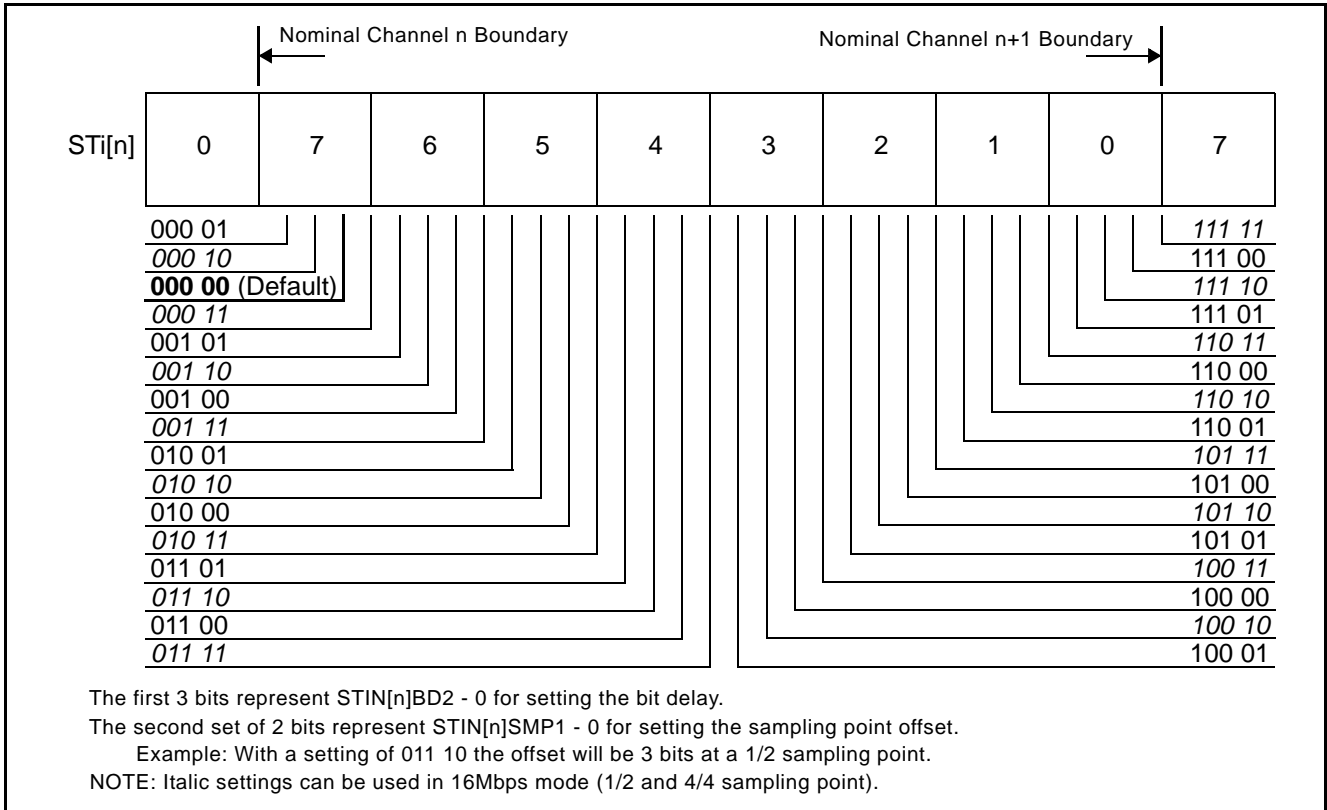 Nominal Channel n Boundary Nominal Channel n+1 Boundary
STi[n] 0 7 6 5 4 3 2 1 0 7
000 01 111 11
000 10 111 00
000 00 (Default) 111 10
000 11 111 01
001 01 110 11
001 10 110 00
001 00 110 10
001 11 110 01
010 01 101 11
010 10 101 00
010 00 101 10
010 11 101 01
011 01 100 11
011 10 100 00
011 00 100 10
011 11 100 01
The first 3 bits represent STIN[n]BD2 - 0 for setting the bit delay.
The second set of 2 bits represent STIN[n]SMP1 - 0 for setting the sampling point offset.
Example: With a setting of 011 10 the offset will be 3 bits at a 1/2 sampling point.
NOTE: Italic settings can be used in 16Mbps mode (1/2 and 4/4 sampling point).